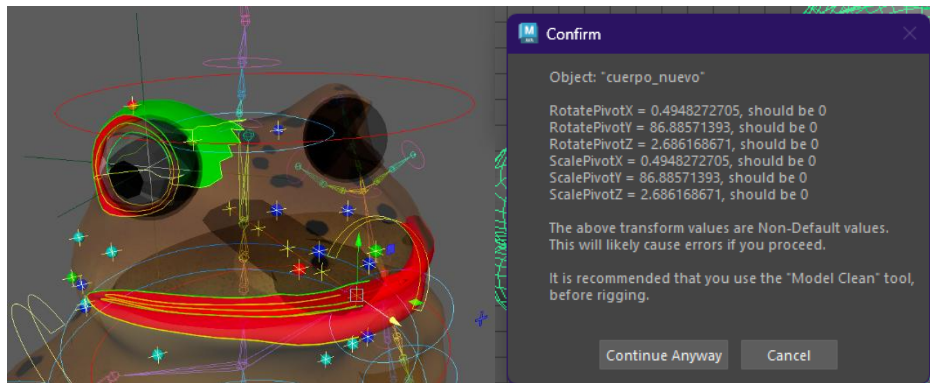 Confirm
Object: "cuerpo_nuevo"
RotatePivotX = 0.4948272705, should be 0
RotatePivotY = 86.88571393, should be 0
RotatePivotZ = 2.686168671, should be 0
ScalePivotX = 0.4948272705, should be 0
ScalePivotY = 86.88571393, should be 0
ScalePivotZ = 2.686168671, should be 0
The above transform values are Non-Default values.
This will likely cause errors if you proceed.
It is recommended that you use the "Model Clean" tool,
before rigging.
Continue Anyway
Cancel